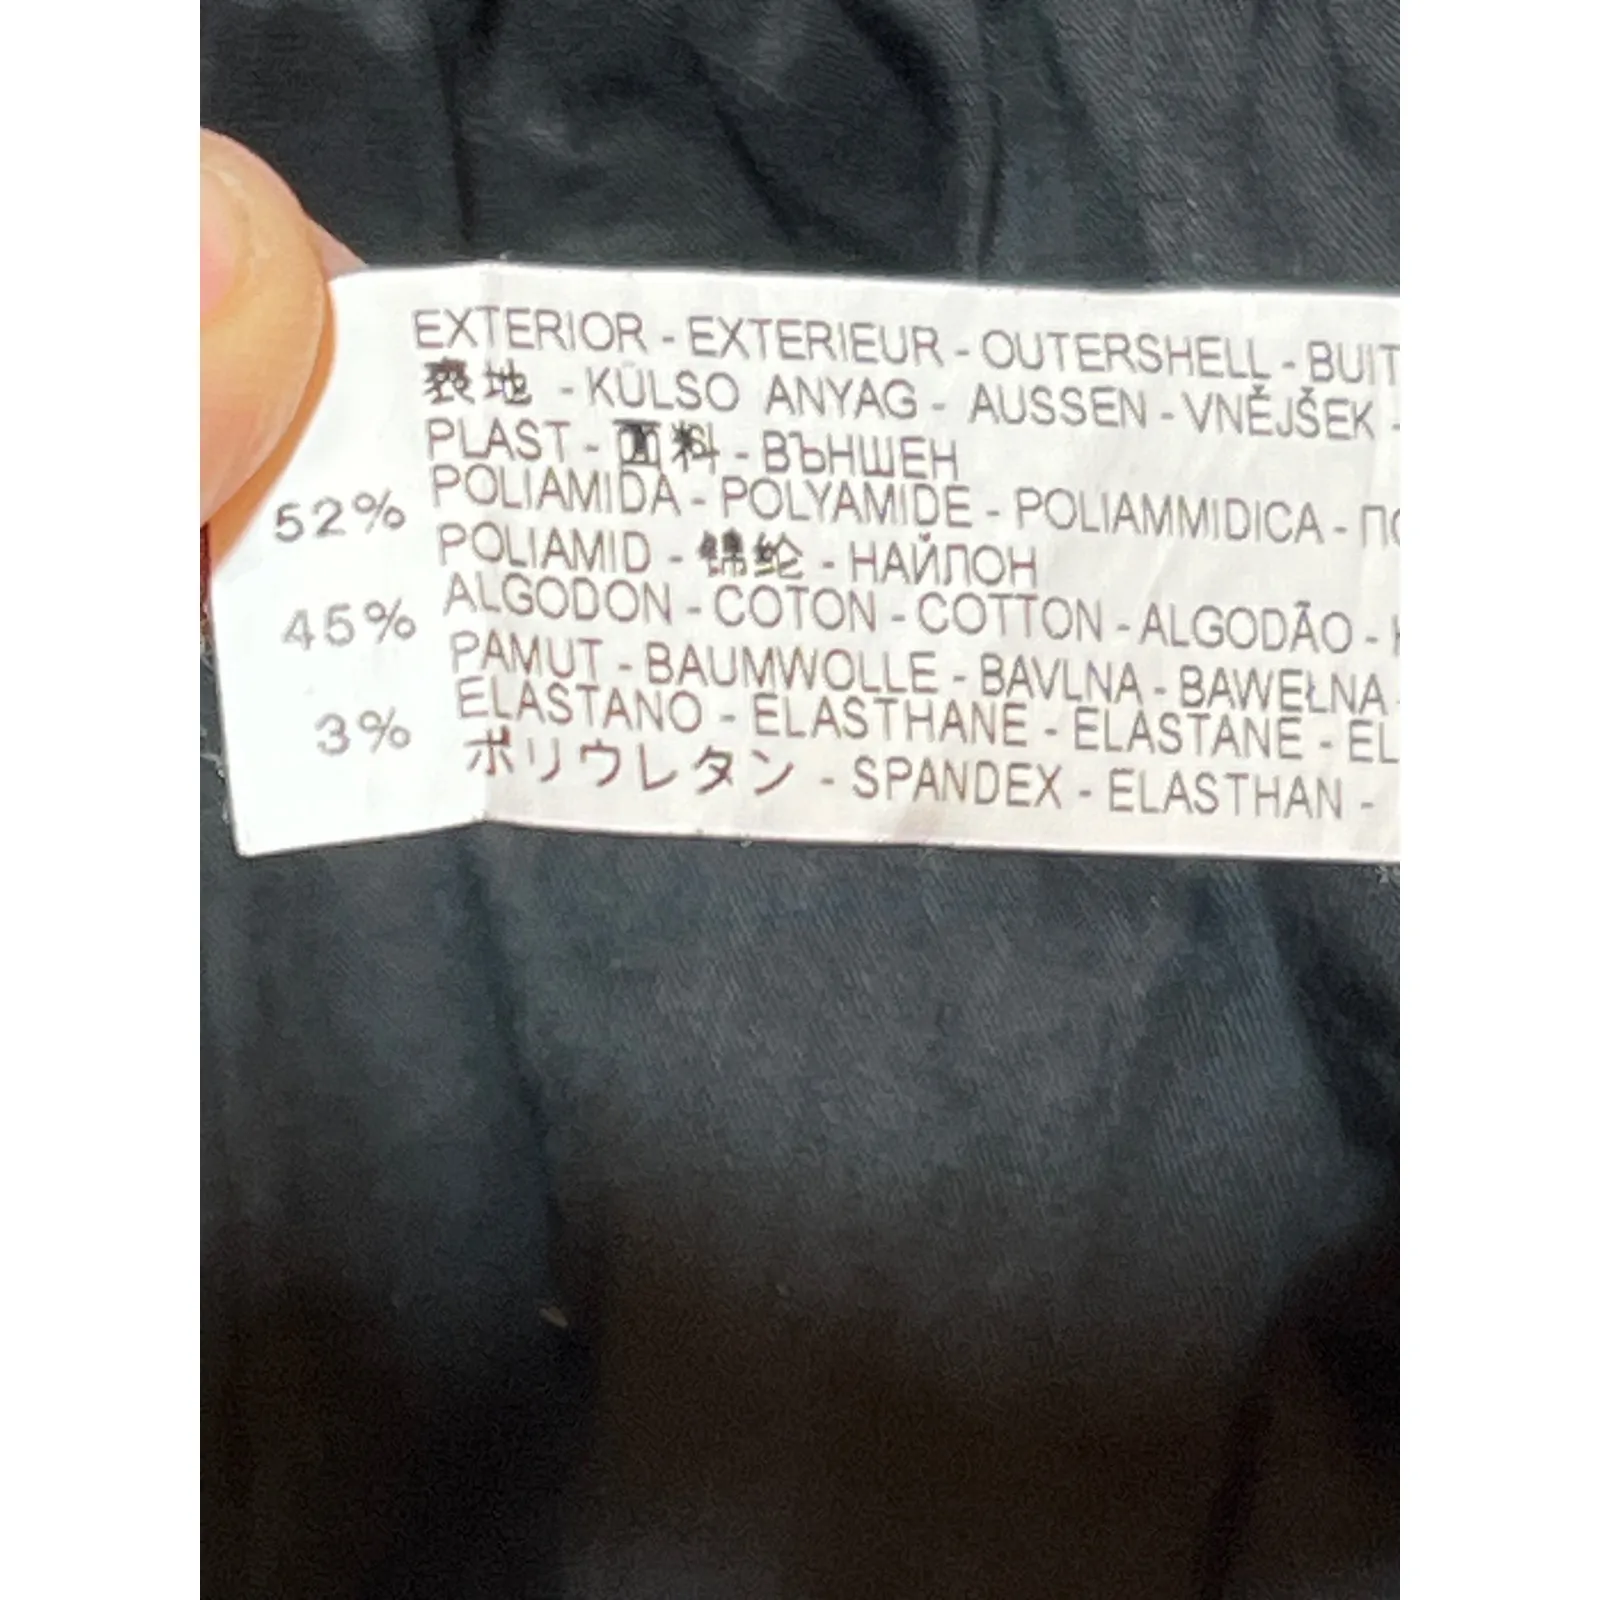 EXTERIOR - EXTERIEUR - OUTERSHELL - BUIT
表地 - KÜLSO ANYAG - AUSSEN - VNĚJŠEK -
PLAST - 面料 - ВЪНШЕН
52% POLIAMIDA - POLYAMIDE - POLIAMMIDICA - ПО
POLIAMID - 锦纶 - НАЙЛОН
45% ALGODON - COTON - COTTON - ALGODÃO -
PAMUT - BAUMWOLLE - BAVLNA - BAWEŁNA -
3% ELASTANO - ELASTHANE - ELASTANE - EL
ポリウレタン - SPANDEX - ELASTHAN -